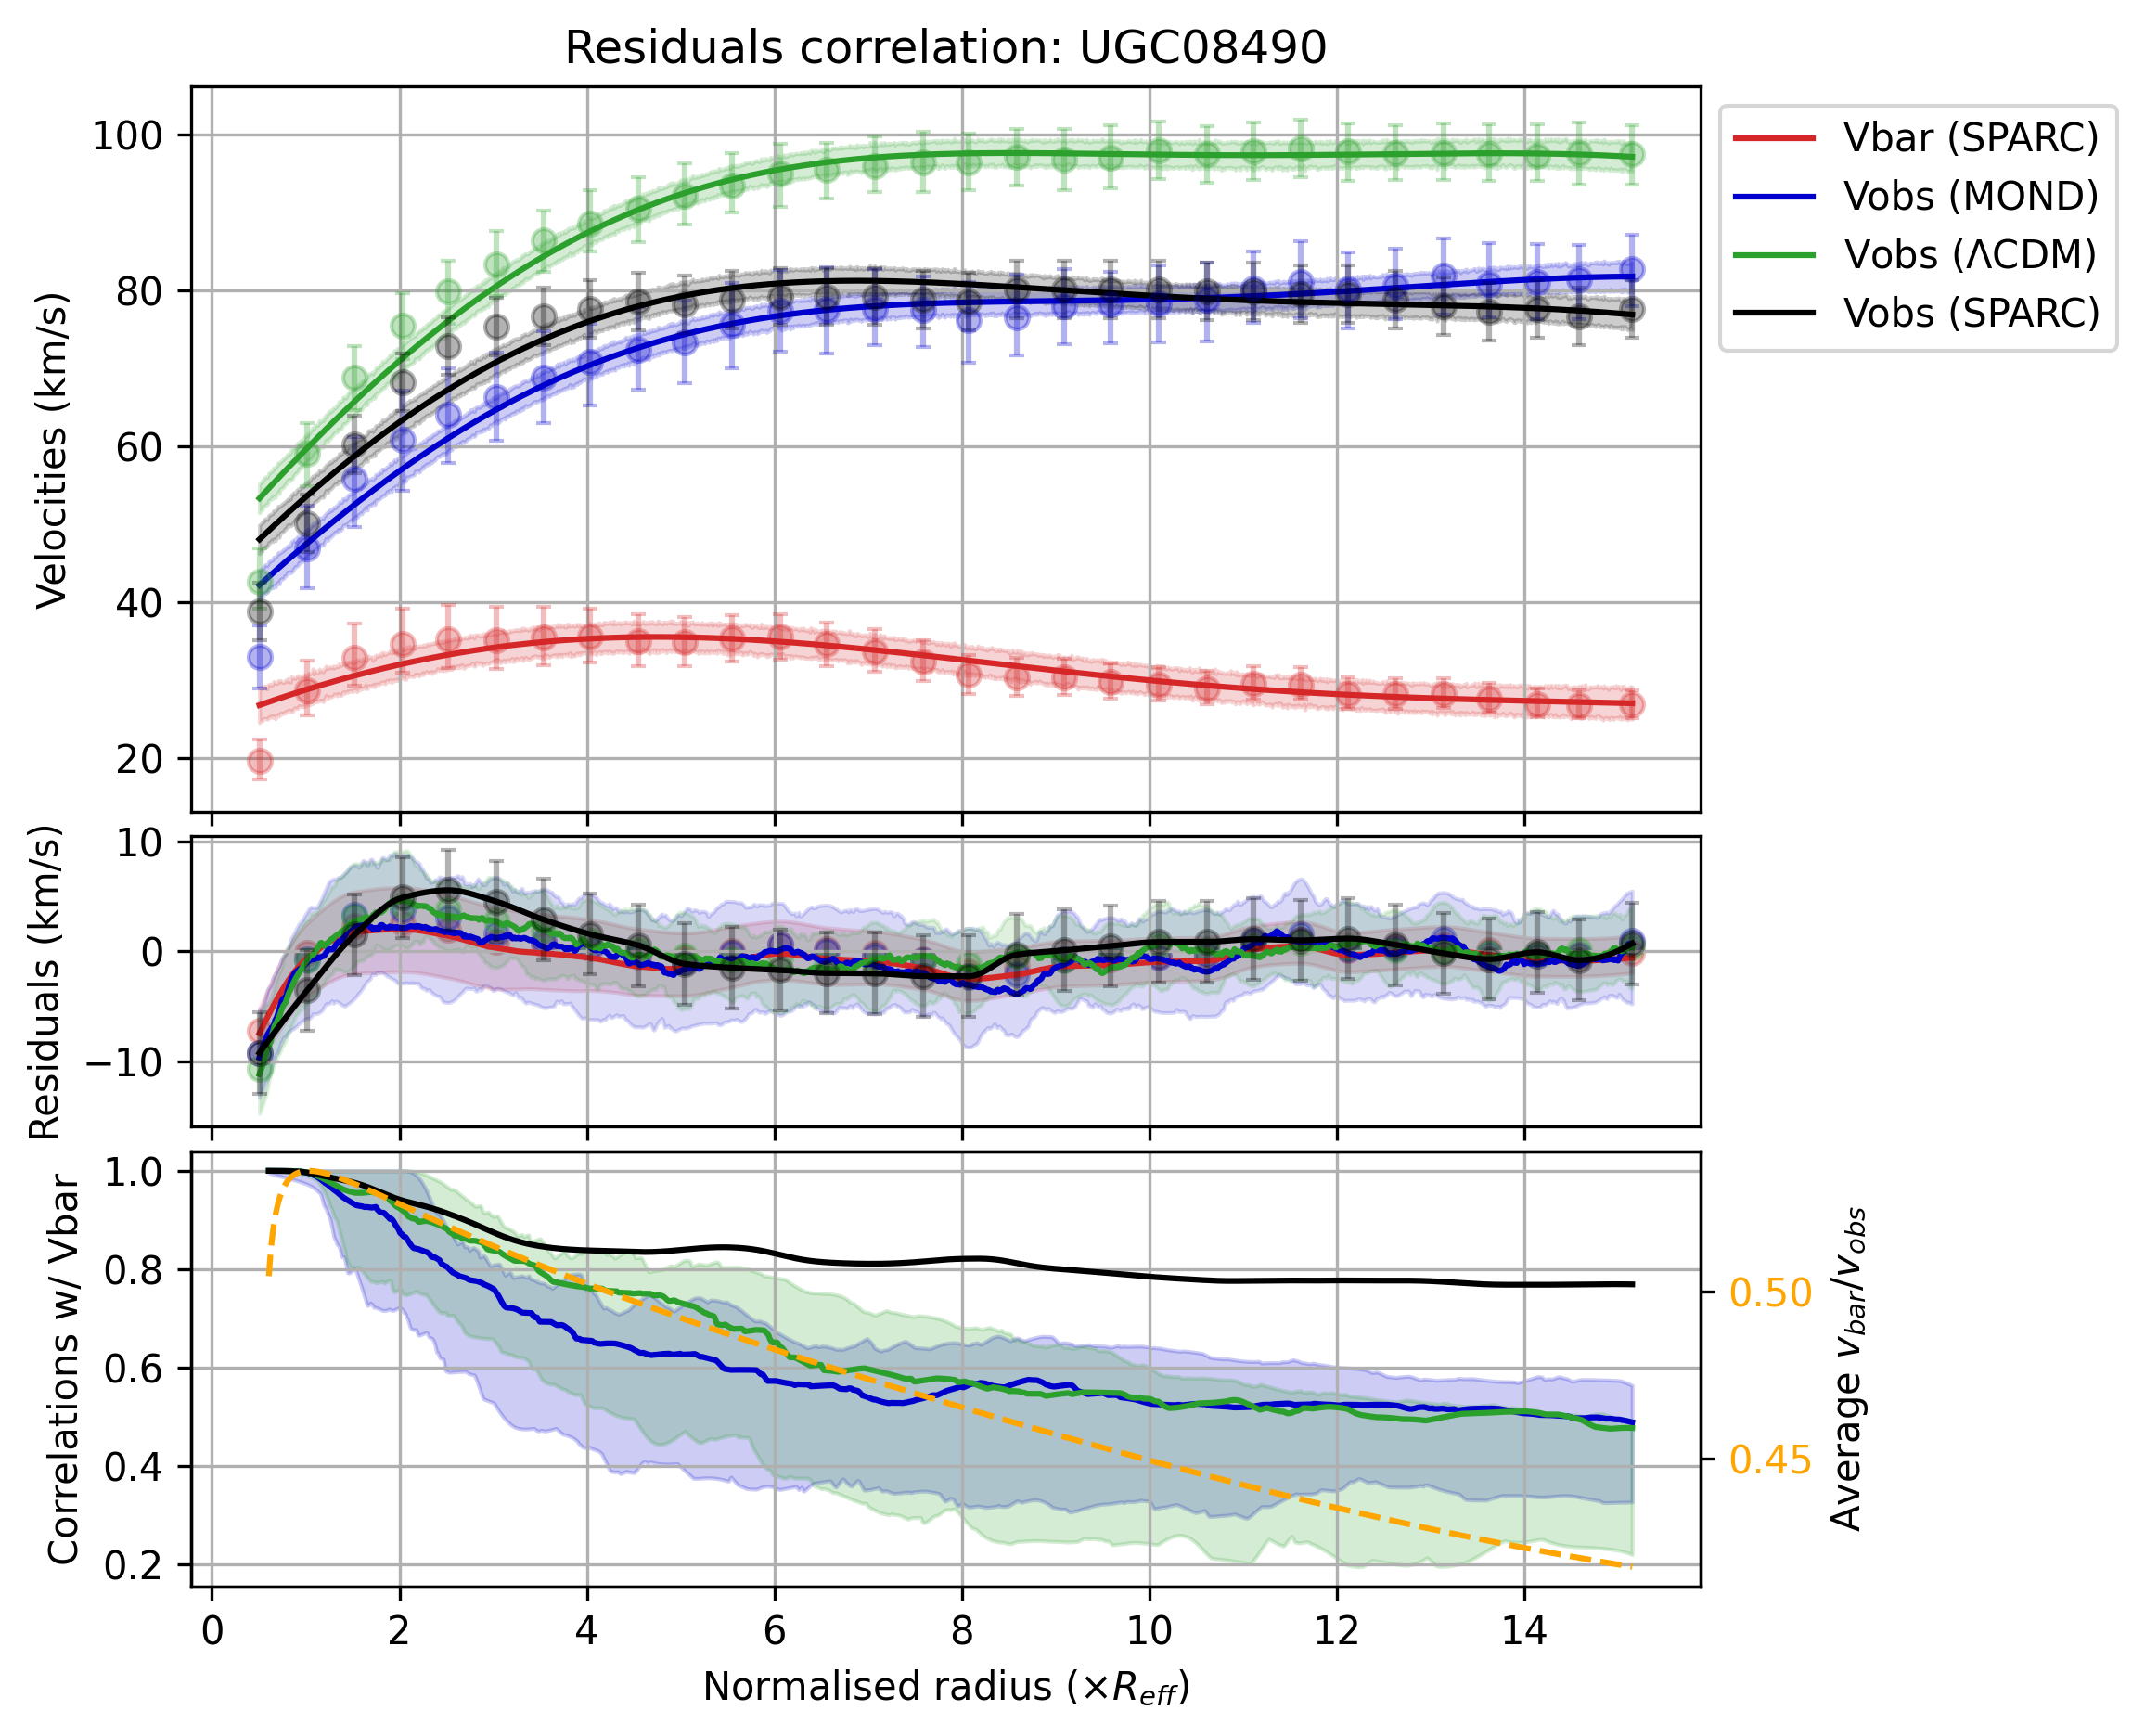 Residuals correlation: UGC08490
Vbar (SPARC)
Vobs (MOND)
Vobs (ΛCDM)
Vobs (SPARC)
Velocities (km/s)
100
80
60
40
20
Residuals (km/s)
10
0
−10
Correlations w/ Vbar
1.0
0.8
0.6
0.4
0.2
0.50
0.45
Average v_bar/v_obs
0 2 4 6 8 10 12 14
Normalised radius (×R_eff)